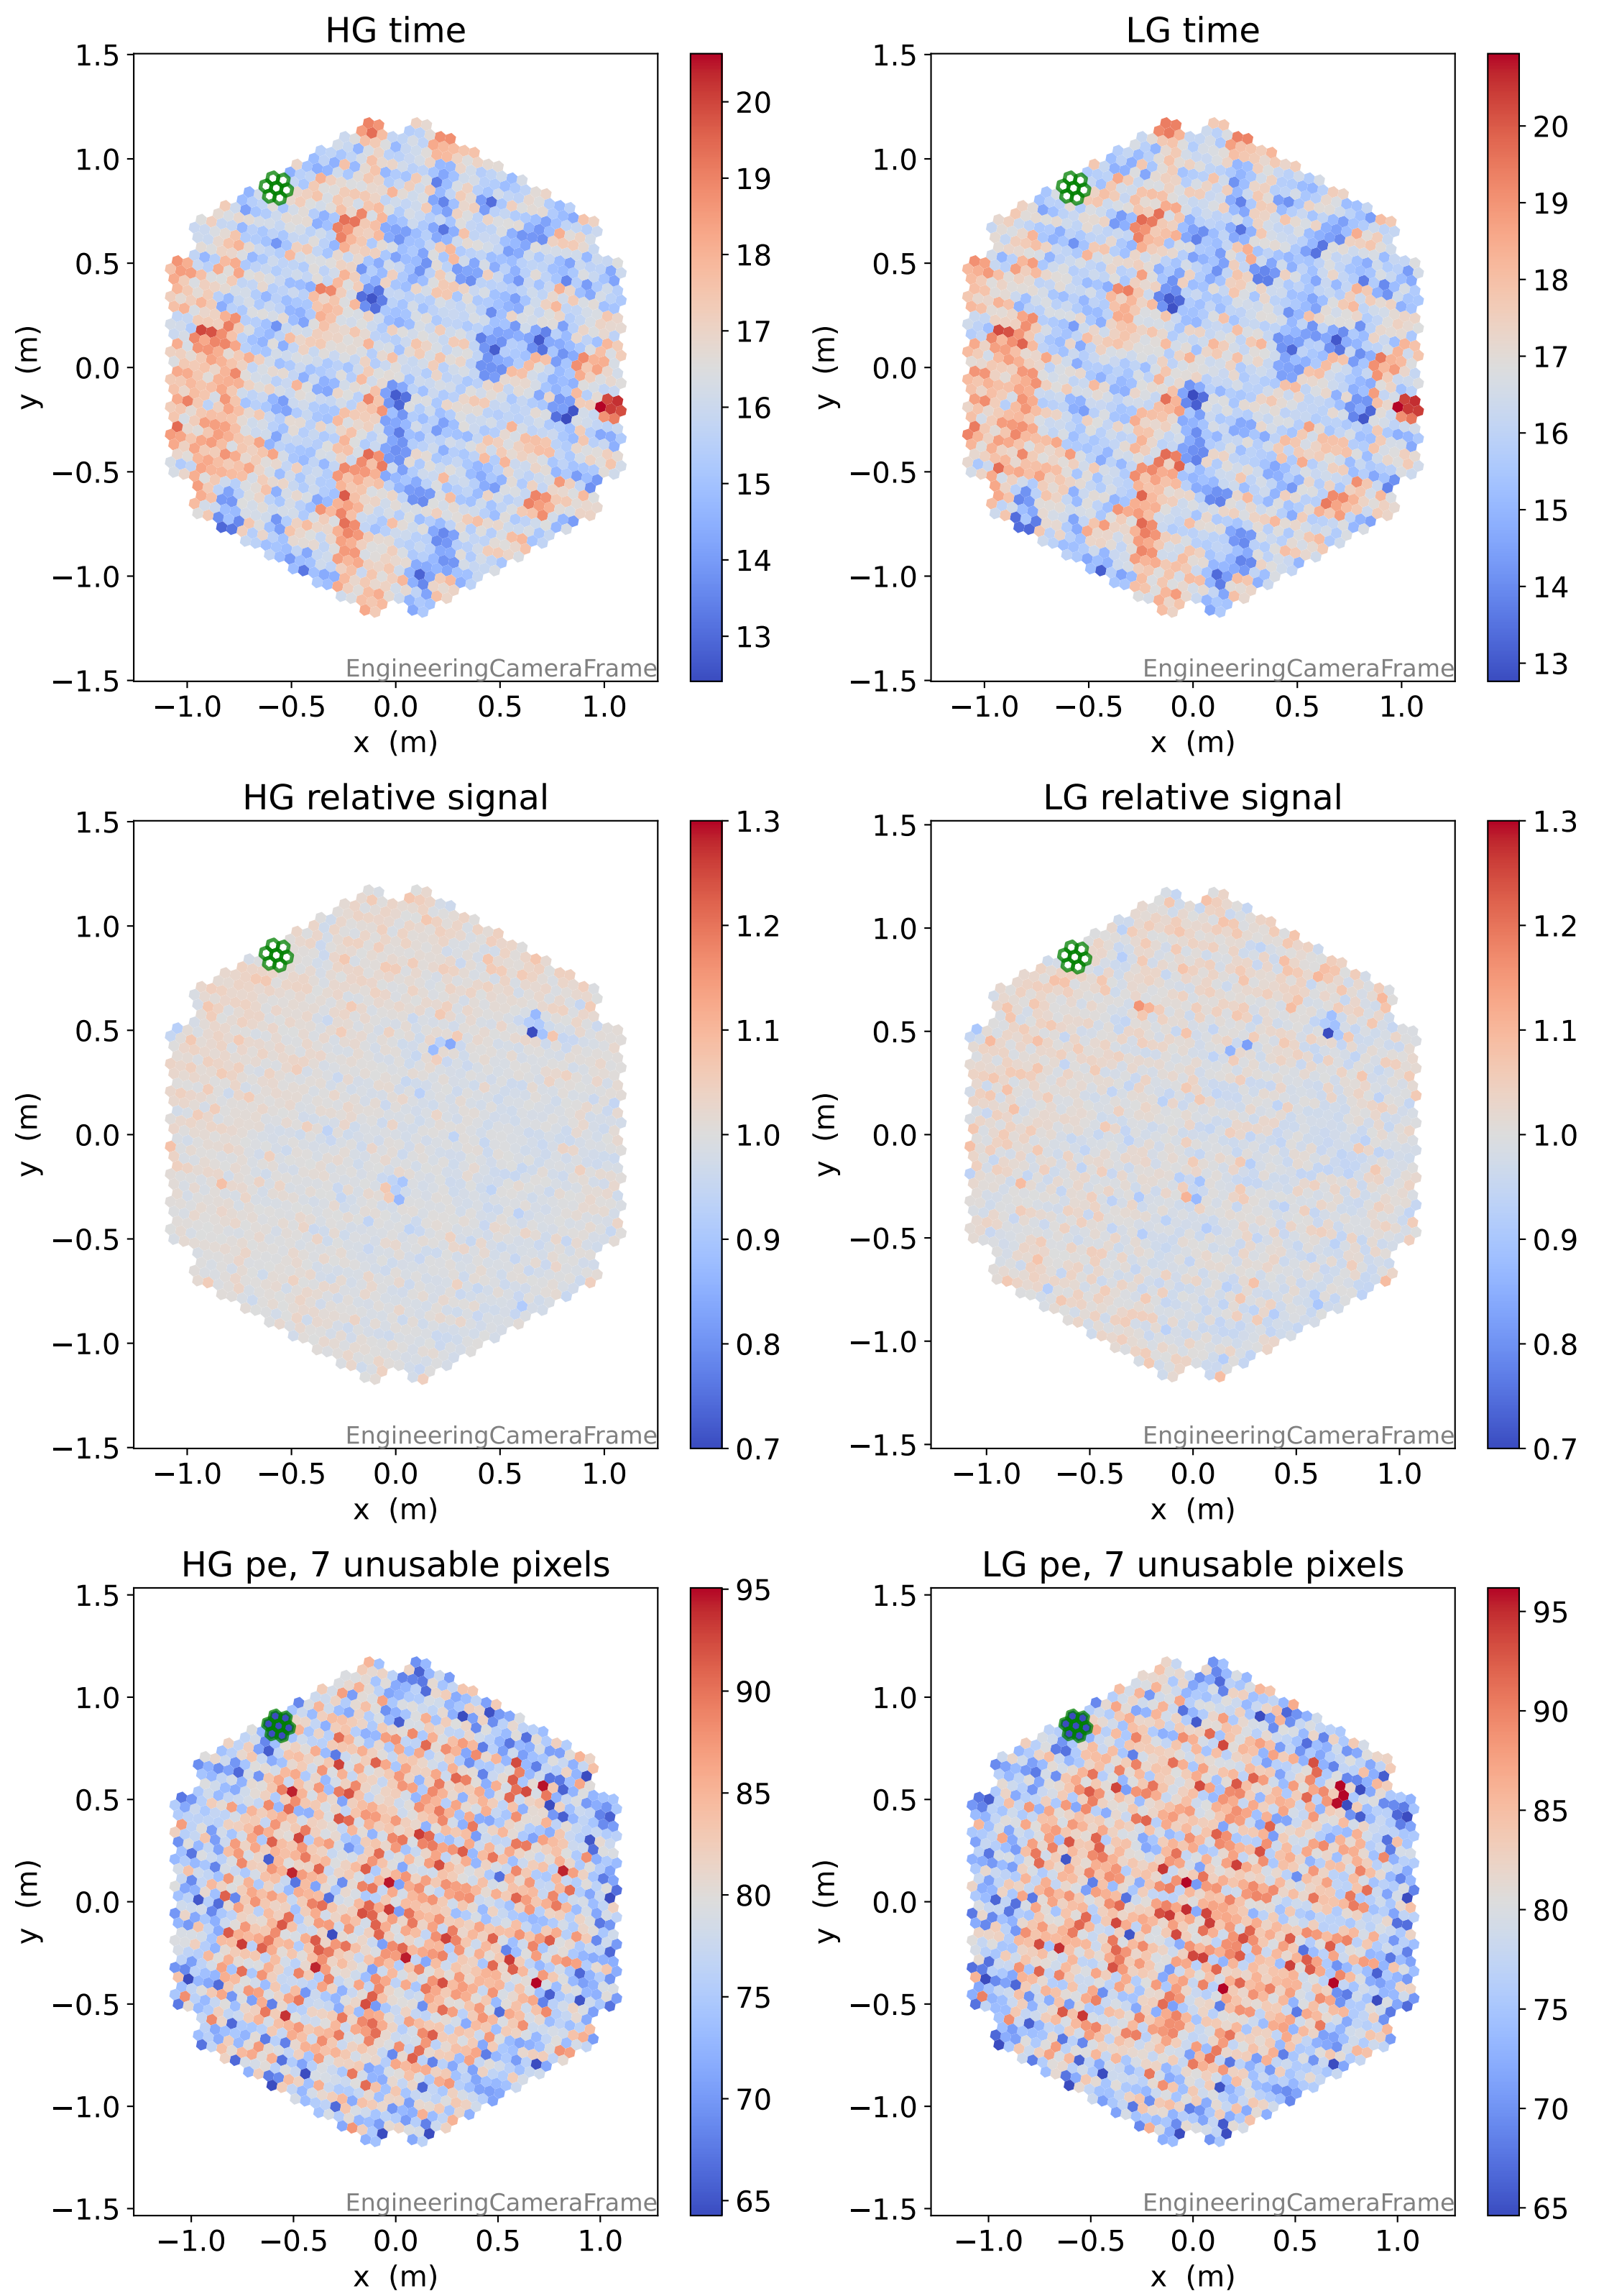 HG time
1.5
1.0
0.5
0.0
−0.5
−1.0
−1.5
y (m)
−1.0 −0.5 0.0 0.5 1.0
x (m)
EngineeringCameraFrame
20
19
18
17
16
15
14
13
LG time
1.5
1.0
0.5
0.0
−0.5
−1.0
−1.5
y (m)
−1.0 −0.5 0.0 0.5 1.0
x (m)
EngineeringCameraFrame
20
19
18
17
16
15
14
13
HG relative signal
1.5
1.0
0.5
0.0
−0.5
−1.0
−1.5
y (m)
−1.0 −0.5 0.0 0.5 1.0
x (m)
EngineeringCameraFrame
1.3
1.2
1.1
1.0
0.9
0.8
0.7
LG relative signal
1.5
1.0
0.5
0.0
−0.5
−1.0
−1.5
y (m)
−1.0 −0.5 0.0 0.5 1.0
x (m)
EngineeringCameraFrame
1.3
1.2
1.1
1.0
0.9
0.8
0.7
HG pe, 7 unusable pixels
1.5
1.0
0.5
0.0
−0.5
−1.0
−1.5
y (m)
−1.0 −0.5 0.0 0.5 1.0
x (m)
EngineeringCameraFrame
95
90
85
80
75
70
65
LG pe, 7 unusable pixels
1.5
1.0
0.5
0.0
−0.5
−1.0
−1.5
y (m)
−1.0 −0.5 0.0 0.5 1.0
x (m)
EngineeringCameraFrame
95
90
85
80
75
70
65